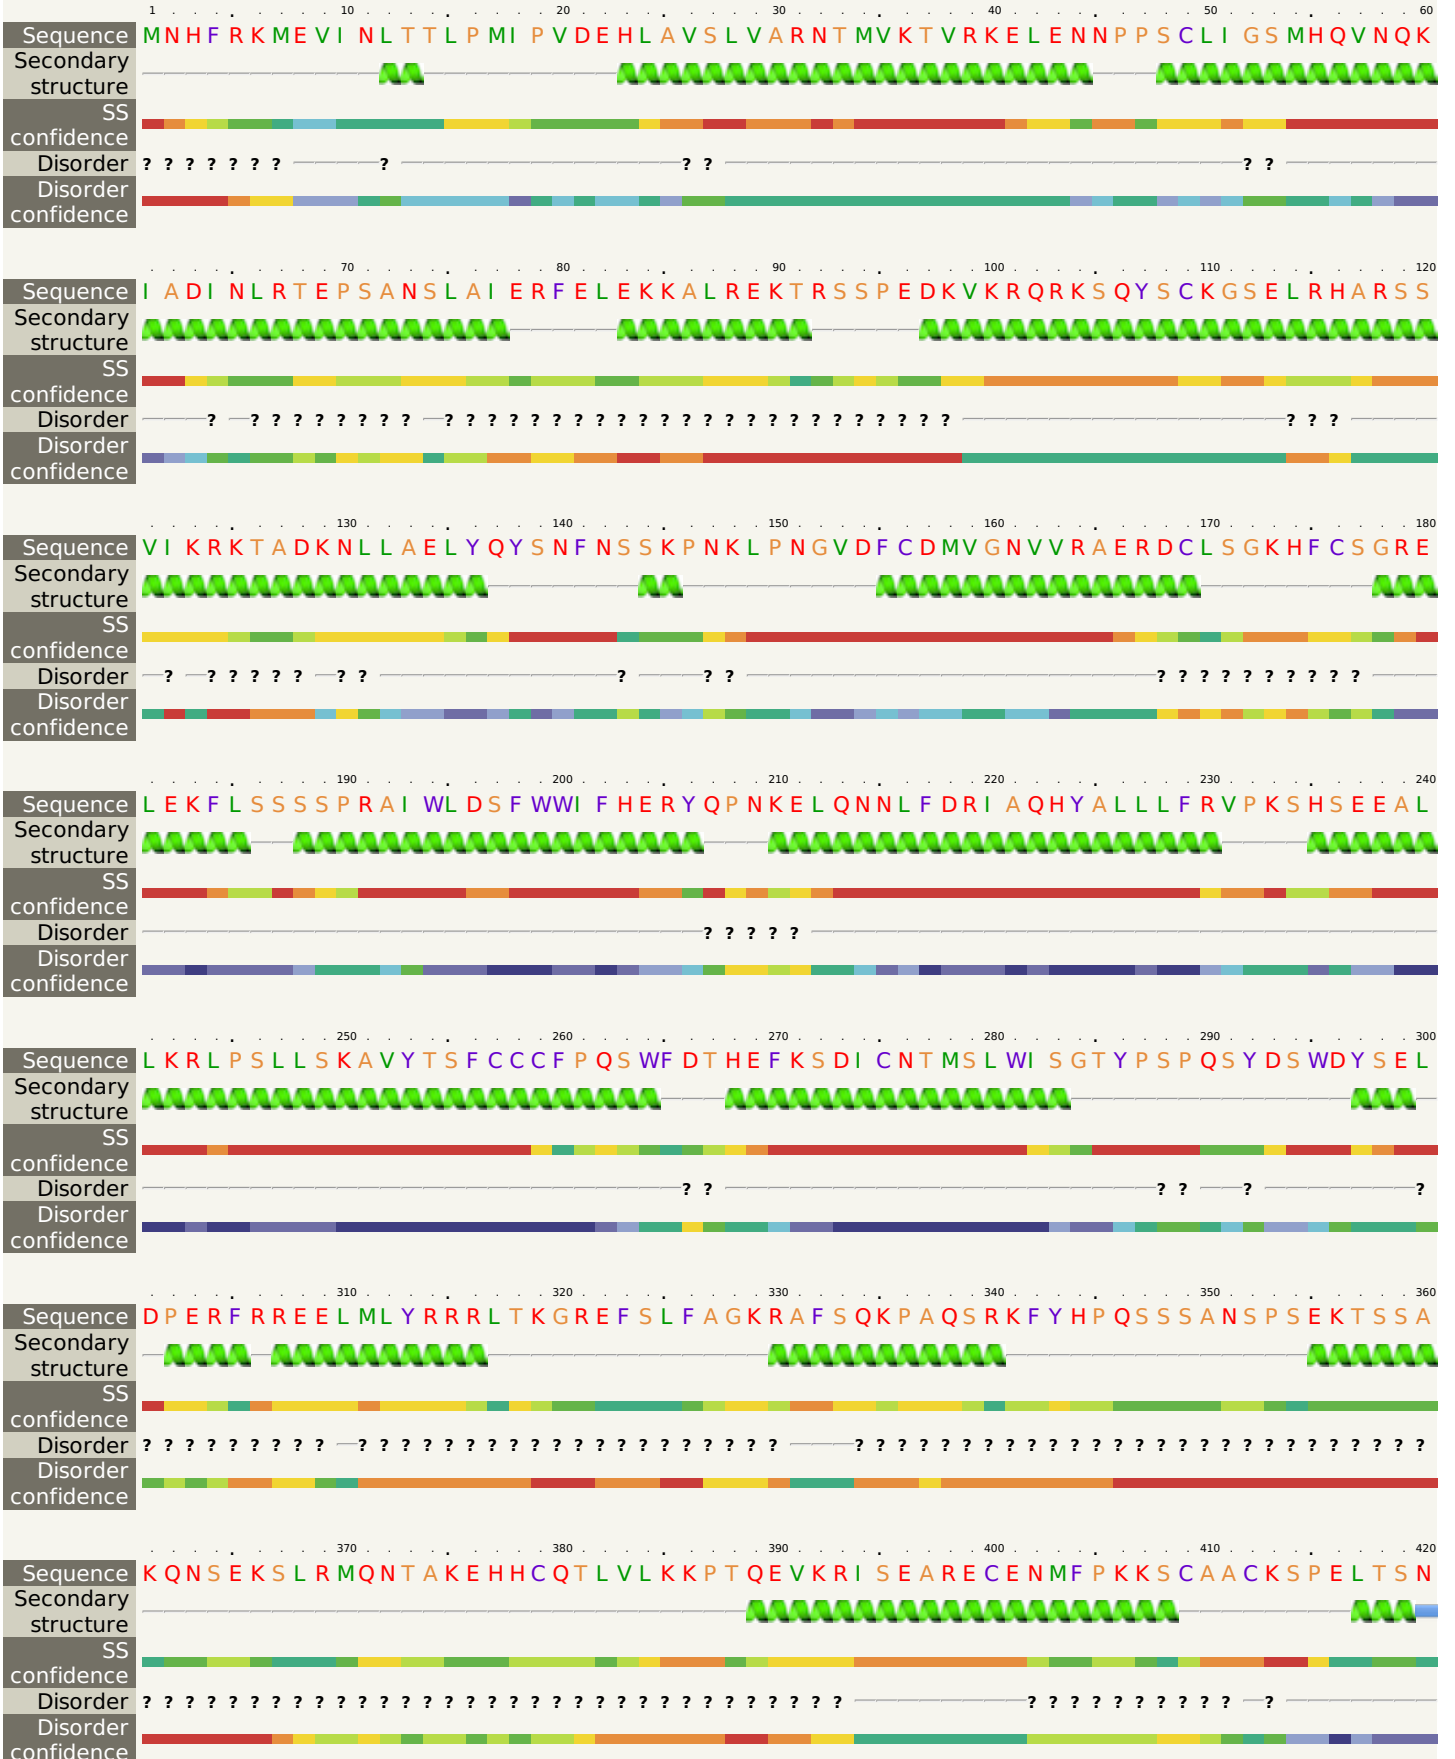 1 10 20 30 40 50 60
Sequence MNHFRKMEVINLTTLPMIPVDEHLAVSLVARNTMVKTVRKELENNPPSCLIGSMHQVNQK
Secondary
structure
SS
confidence
Disorder ? ? ? ? ? ? ? ? ? ? ? ?
Disorder
confidence
70 80 90 100 110 120
Sequence IADINLRTEPSANSLAIERFELEKKALREKTRSSPEDKVKRQRKSQYSCKGSELRHARSS
Secondary
structure
SS
confidence
Disorder ? ? ? ? ? ? ? ? ? ? ? ? ? ? ? ? ? ? ? ? ? ? ? ? ? ? ? ? ? ? ? ? ? ? ? ?
Disorder
confidence
130 140 150 160 170 180
Sequence VIKRKTADKNLLAELYQYSNFNSSKPNKLPNGVDFCDMVGNVVRAERDCLSGKHFCSGRE
Secondary
structure
SS
confidence
Disorder ? ? ? ? ? ? ? ? ? ? ? ? ? ? ? ? ? ? ? ? ?
Disorder
confidence
190 200 210 220 230 240
Sequence LEKFLSSSSPRAIWLDSFWWIFHERYQPNKELQNNLFDRIAQHYALLLFRVPKSHSEEAL
Secondary
structure
SS
confidence
Disorder ? ? ? ? ?
Disorder
confidence
250 260 270 280 290 300
Sequence LKRLPSLLSKAVYTSFCCCFPQSWFDTHEFKSDICNTMSLWISGTYPSPQSYDSWDYSEL
Secondary
structure
SS
confidence
Disorder ? ? ? ? ? ?
Disorder
confidence
310 320 330 340 350 360
Sequence DPERFRREELMLYRRRLTKGREFSLFAGKRAFSQKPAQSRKFYHPQSSSANSPSEKTSSA
Secondary
structure
SS
confidence
Disorder ? ? ? ? ? ? ? ? ? ? ? ? ? ? ? ? ? ? ? ? ? ? ? ? ? ? ? ? ? ? ? ? ? ? ? ? ? ? ? ? ? ? ? ? ? ? ? ? ? ? ? ? ? ? ?
Disorder
confidence
370 380 390 400 410 420
Sequence KQNSEKSLRMQNTAKEHHCQTLVLKKPTQEVKRISEARECENMFPKKSCAACKSPELTSN
Secondary
structure
SS
confidence
Disorder ? ? ? ? ? ? ? ? ? ? ? ? ? ? ? ? ? ? ? ? ? ? ? ? ? ? ? ? ? ? ? ? ? ? ? ? ? ? ? ? ? ? ?
Disorder
confidence